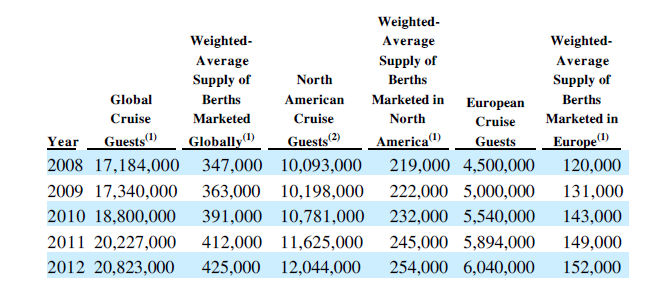 Weighted-
Weighted- Average Weighted-
Average Supply of Average
Supply of North Berths Supply of
Global Berths American Marketed in European Berths
Cruise Marketed Cruise North Cruise Marketed in
Year Guests(1) Globally(1) Guests(2) America(1) Guests Europe(1)
2008 17,184,000 347,000 10,093,000 219,000 4,500,000 120,000
2009 17,340,000 363,000 10,198,000 222,000 5,000,000 131,000
2010 18,800,000 391,000 10,781,000 232,000 5,540,000 143,000
2011 20,227,000 412,000 11,625,000 245,000 5,894,000 149,000
2012 20,823,000 425,000 12,044,000 254,000 6,040,000 152,000